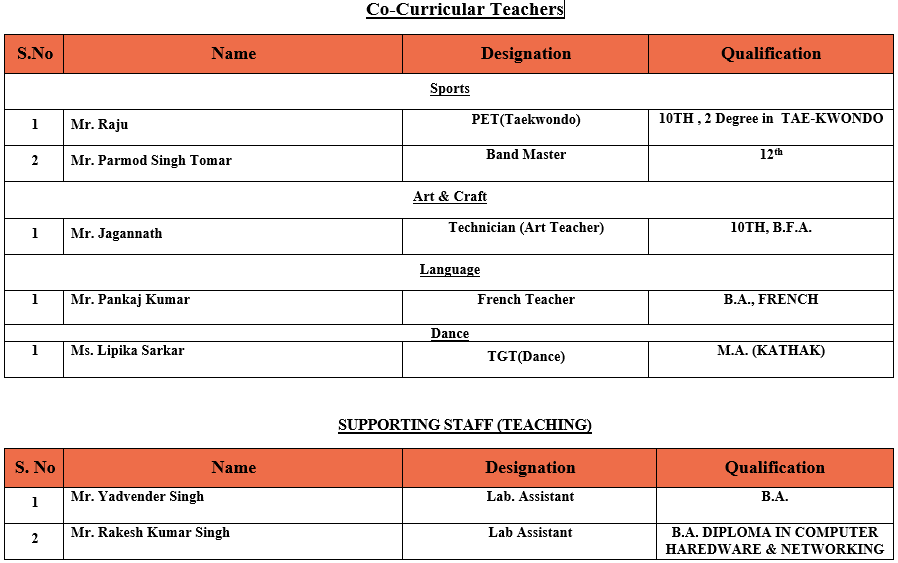 Co-Curricular Teachers
S.No Name Designation Qualification
Sports
1 Mr. Raju PET(Taekwondo) 10TH , 2 Degree in TAE-KWONDO
2 Mr. Parmod Singh Tomar Band Master 12th
Art & Craft
1 Mr. Jagannath Technician (Art Teacher) 10TH, B.F.A.
Language
1 Mr. Pankaj Kumar French Teacher B.A., FRENCH
Dance
1 Ms. Lipika Sarkar TGT(Dance) M.A. (KATHAK)
SUPPORTING STAFF (TEACHING)
S. No Name Designation Qualification
1 Mr. Yadvender Singh Lab. Assistant B.A.
2 Mr. Rakesh Kumar Singh Lab Assistant B.A. DIPLOMA IN COMPUTER
HAREDWARE & NETWORKING